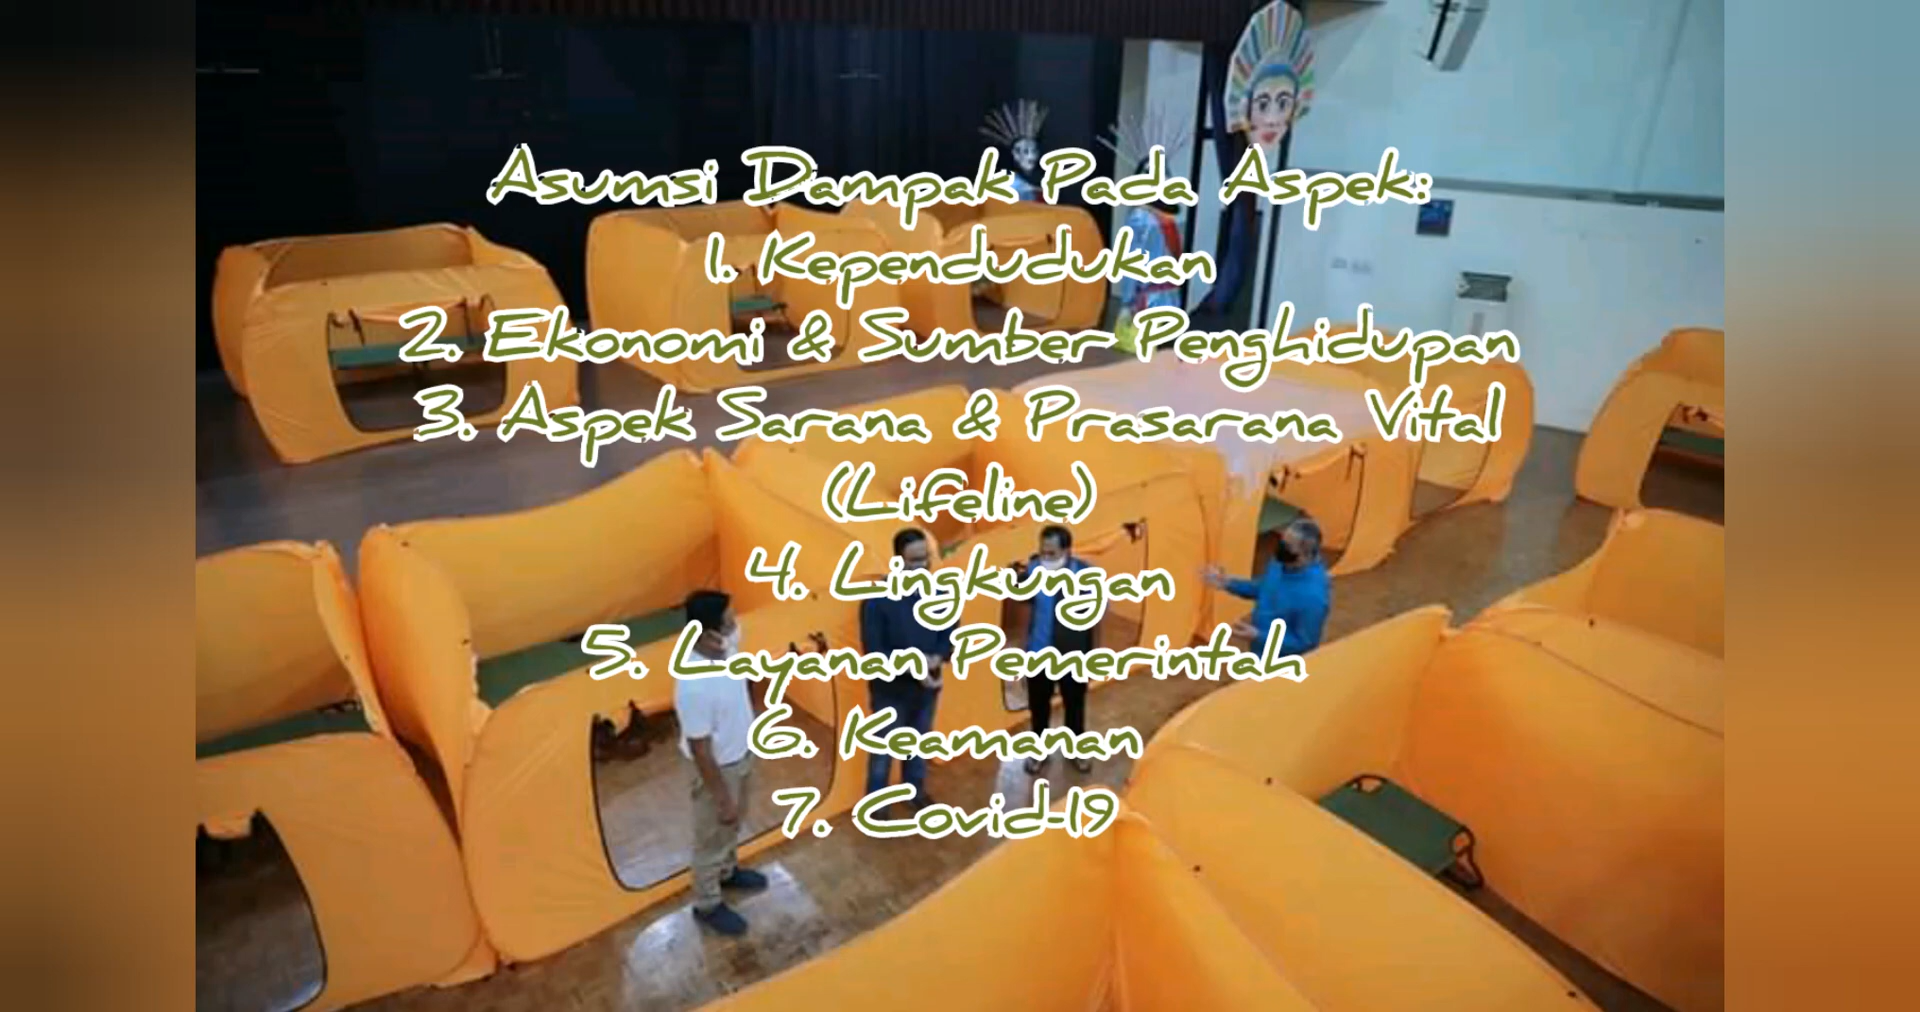 Asumsi Dampak Pada Aspek:
1. Kependudukan
2. Ekonomi & Sumber Penghidupan
3. Aspek Sarana & Prasarana Vital
(Lifeline)
4. Lingkungan
5. Layanan Pemerintah
6. Keamanan
7. Covid-19